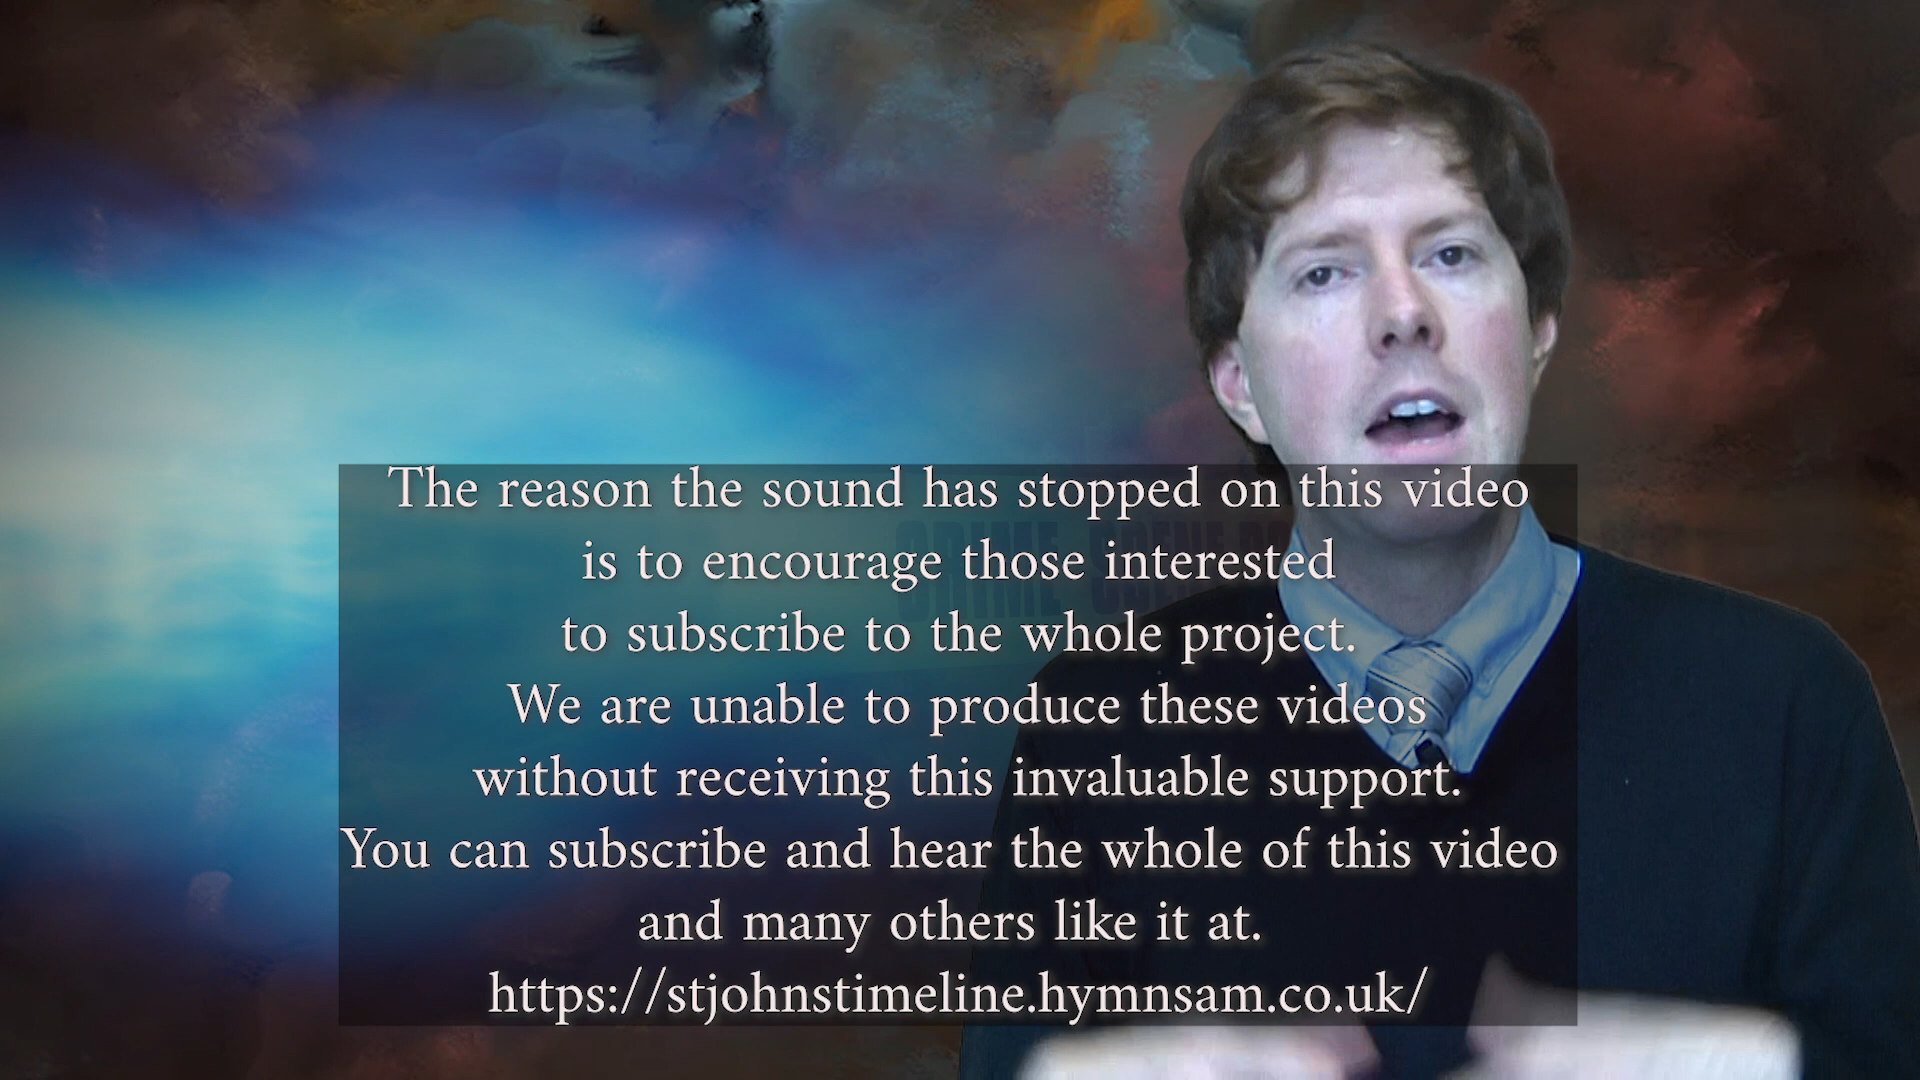 The reason the sound has stopped on this video
is to encourage those interested
to subscribe to the whole project.
We are unable to produce these videos
without receiving this invaluable support.
You can subscribe and hear the whole of this video
and many others like it at.
https://stjohnstimeline.hymnsam.co.uk/
CRIME SCENE